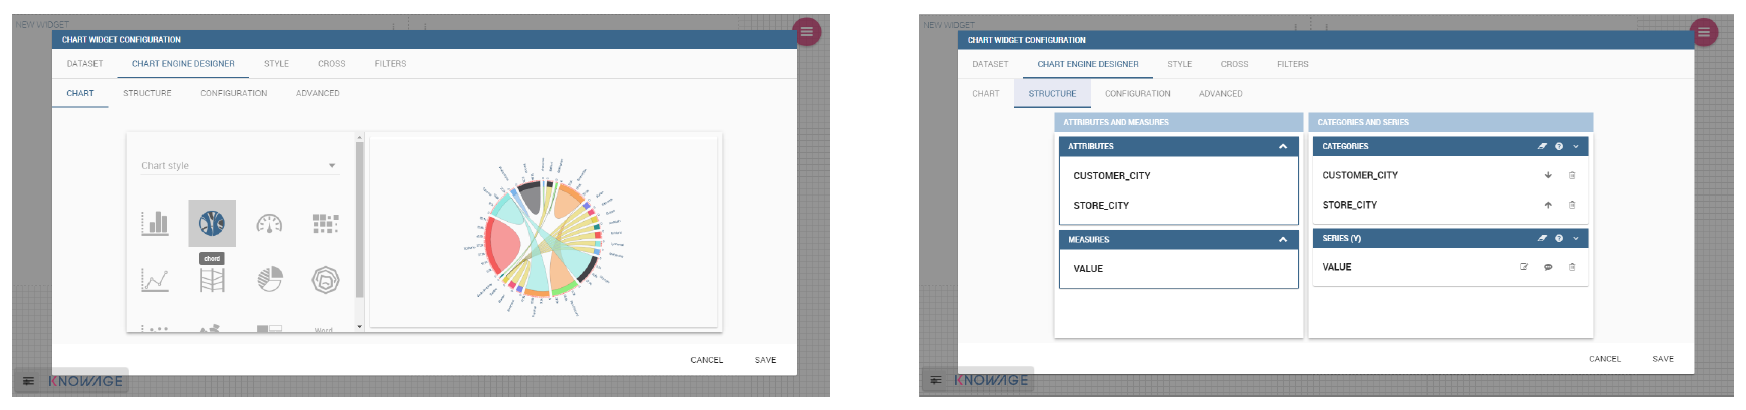 NEW WIDGET
CHART WIDGET CONFIGURATION
DATASET CHART ENGINE DESIGNER STYLE CROSS FILTERS
CHART STRUCTURE CONFIGURATION ADVANCED
Chart style
chord
Word
CANCEL SAVE
KNOWAGE
NEW WIDGET
CHART WIDGET CONFIGURATION
DATASET CHART ENGINE DESIGNER STYLE CROSS FILTERS
CHART STRUCTURE CONFIGURATION ADVANCED
ATTRIBUTES AND MEASURES
ATTRIBUTES
CUSTOMER_CITY
STORE_CITY
MEASURES
VALUE
CATEGORIES AND SERIES
CATEGORIES
CUSTOMER_CITY
STORE_CITY
SERIES (Y)
VALUE
CANCEL SAVE
KNOWAGE